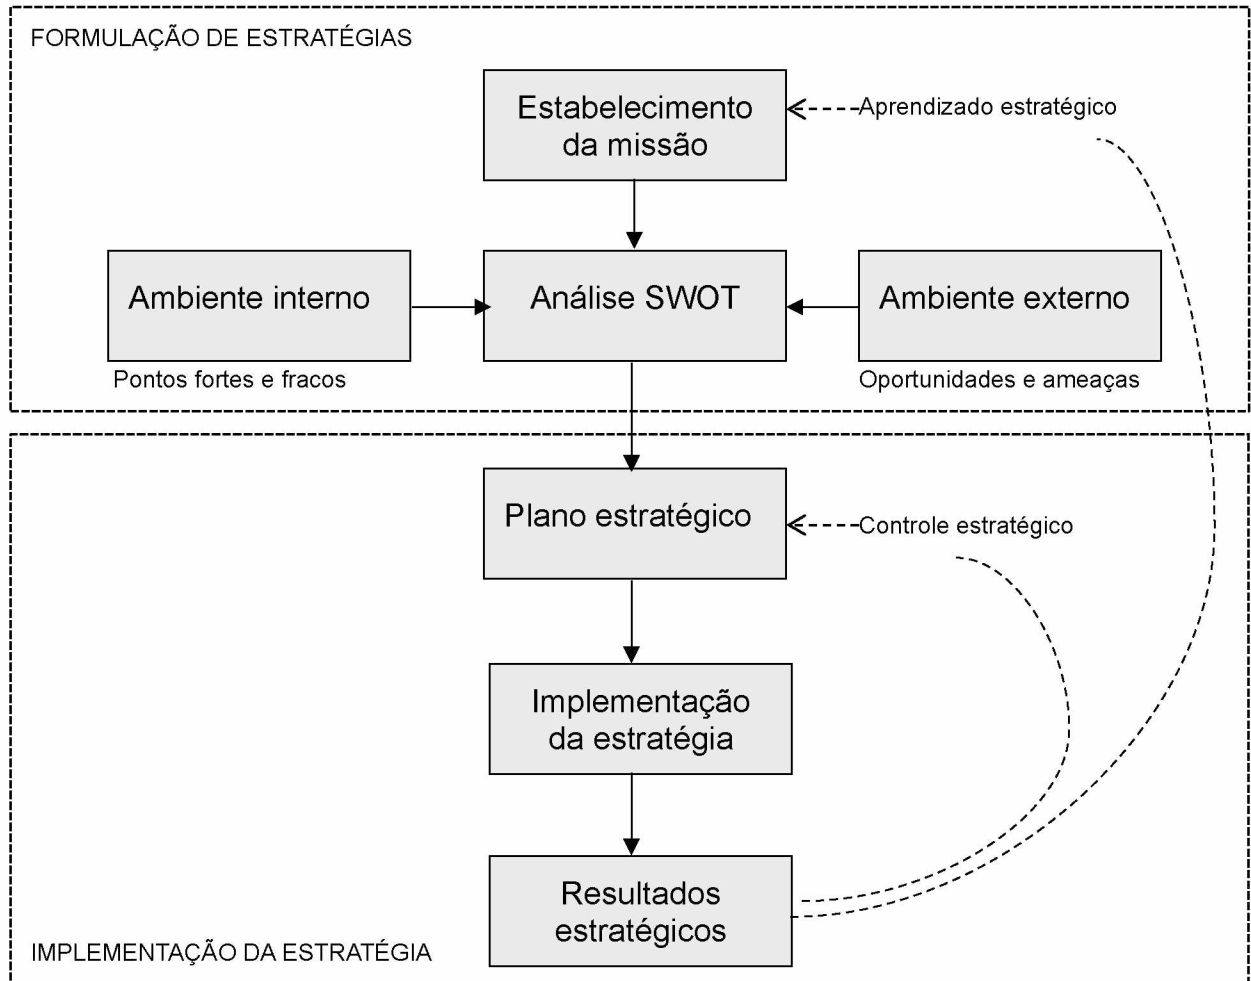 FORMULAÇÃO DE ESTRATÉGIAS
Estabelecimento
da missão
Aprendizado estratégico
Ambiente interno
Análise SWOT
Ambiente externo
Pontos fortes e fracos
Oportunidades e ameaças
Plano estratégico
Controle estratégico
Implementação
da estratégia
Resultados
estratégicos
IMPLEMENTAÇÃO DA ESTRATÉGIA